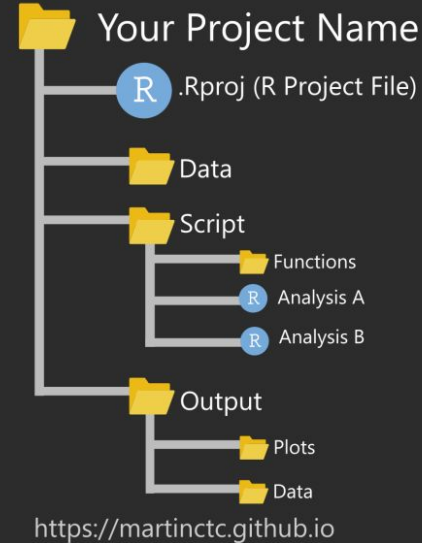 Your Project Name
R .Rproj (R Project File)
Data
Script
Functions
R Analysis A
R Analysis B
Output
Plots
Data
https://martinctc.github.io